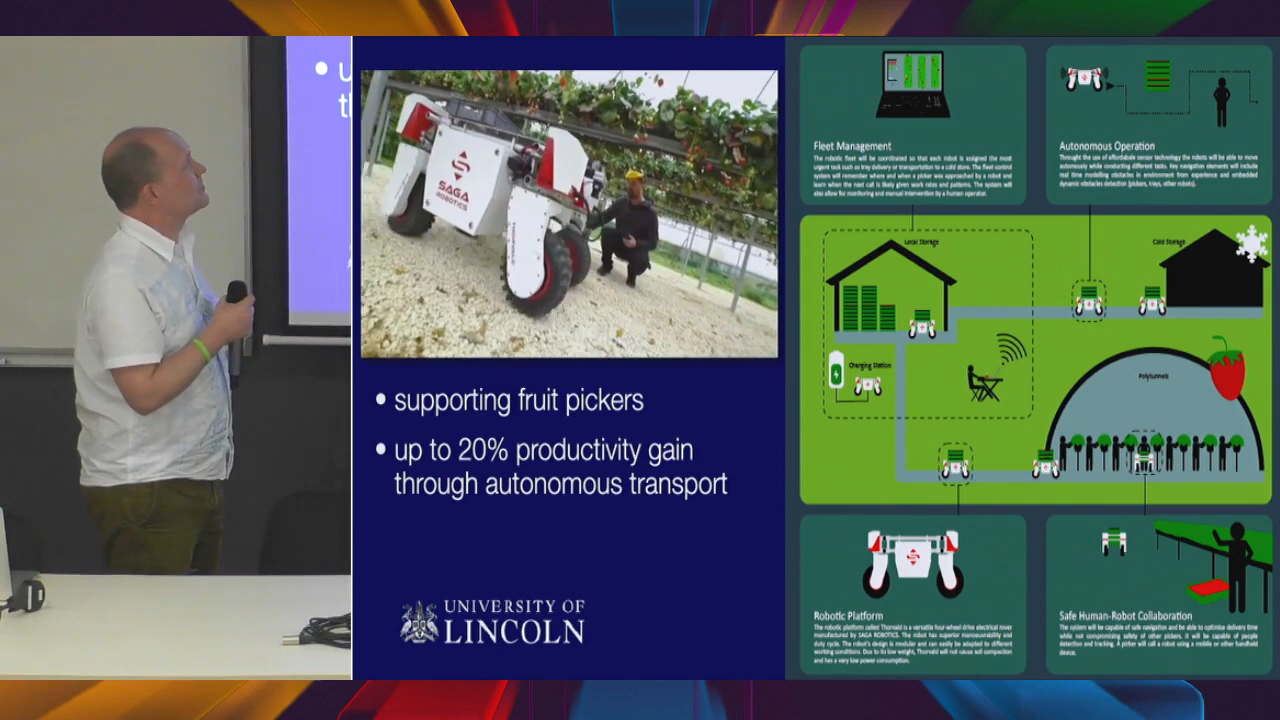 U
t
SAGA
ROBOTICS
• supporting fruit pickers
• up to 20% productivity gain
through autonomous transport
UNIVERSITY OF
LINCOLN
Fleet Management
The robotic fleet will be coordinated so that each robot is assigned the most
urgent task such as tray delivery or transportation to a cold store. The fleet control
system will remember where and when a picker was approached by a robot and
learn when the next call is likely given work rates and patterns. The system will
also allow for monitoring and manual intervention by a human operator.
Autonomous Operation
Throught the use of affordable sensor technology the robots will be able to move
autonomously while conducting different tasks. Key navigation elements will include
real time modelling obstacles in environment from experience and embedded
dynamic obstacles detection (pickers, trays, other robots).
Local Storage
Cold Storage
Charging Station
Polytunnels
Robotic Platform
The robotic platform called Thorvald is a versatile four-wheel drive electrical rover
manufactured by SAGA ROBOTICS. The robot has superior manoeuvrability and
duty cycle. The robot's design is modular and can easily be adapted to different
working conditions. Due to its low weight, Thorvald will not cause soil compaction
and has a very low power consumption.
Safe Human-Robot Collaboration
The system will be capable of safe navigation and be able to optimise delivery time
while not compromising safety of other pickers. It will be capable of people
detection and tracking. A picker will call a robot using a mobile or other handheld
device.